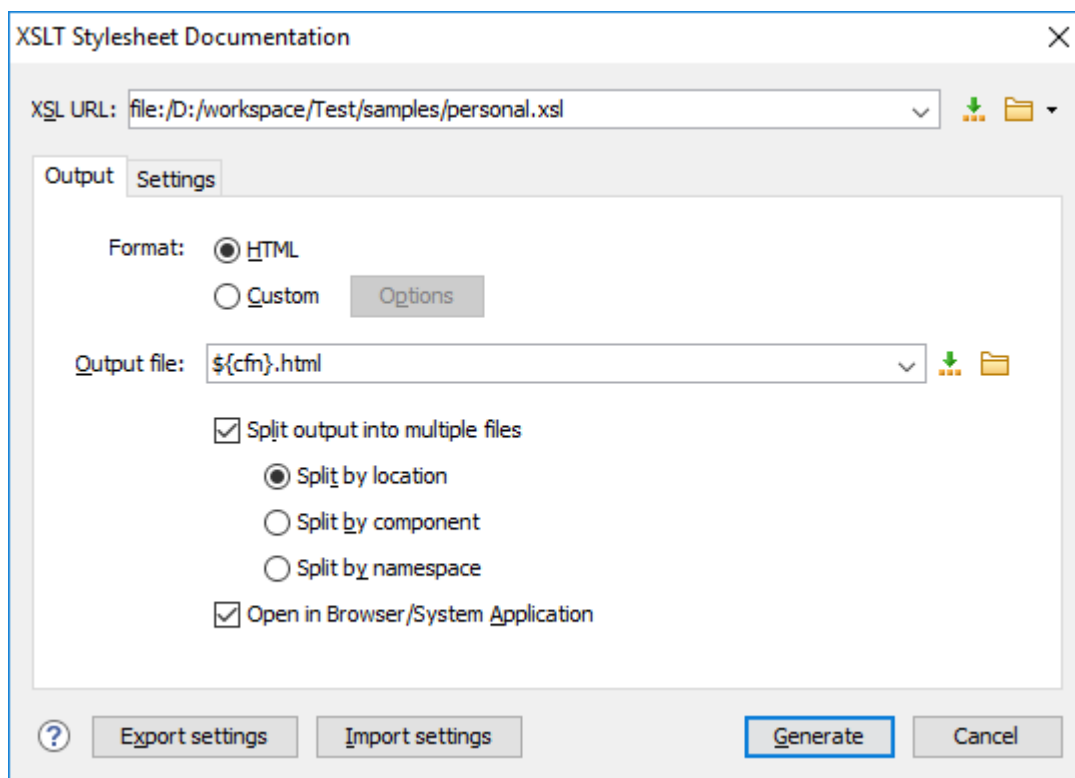 XSLT Stylesheet Documentation
XSL URL: file:/D:/workspace/Test/samples/personal.xsl
Output Settings
Format: HTML
Custom Options
Output file: ${cfn}.html
Split output into multiple files
Split by location
Split by component
Split by namespace
Open in Browser/System Application
? Export settings Import settings Generate Cancel